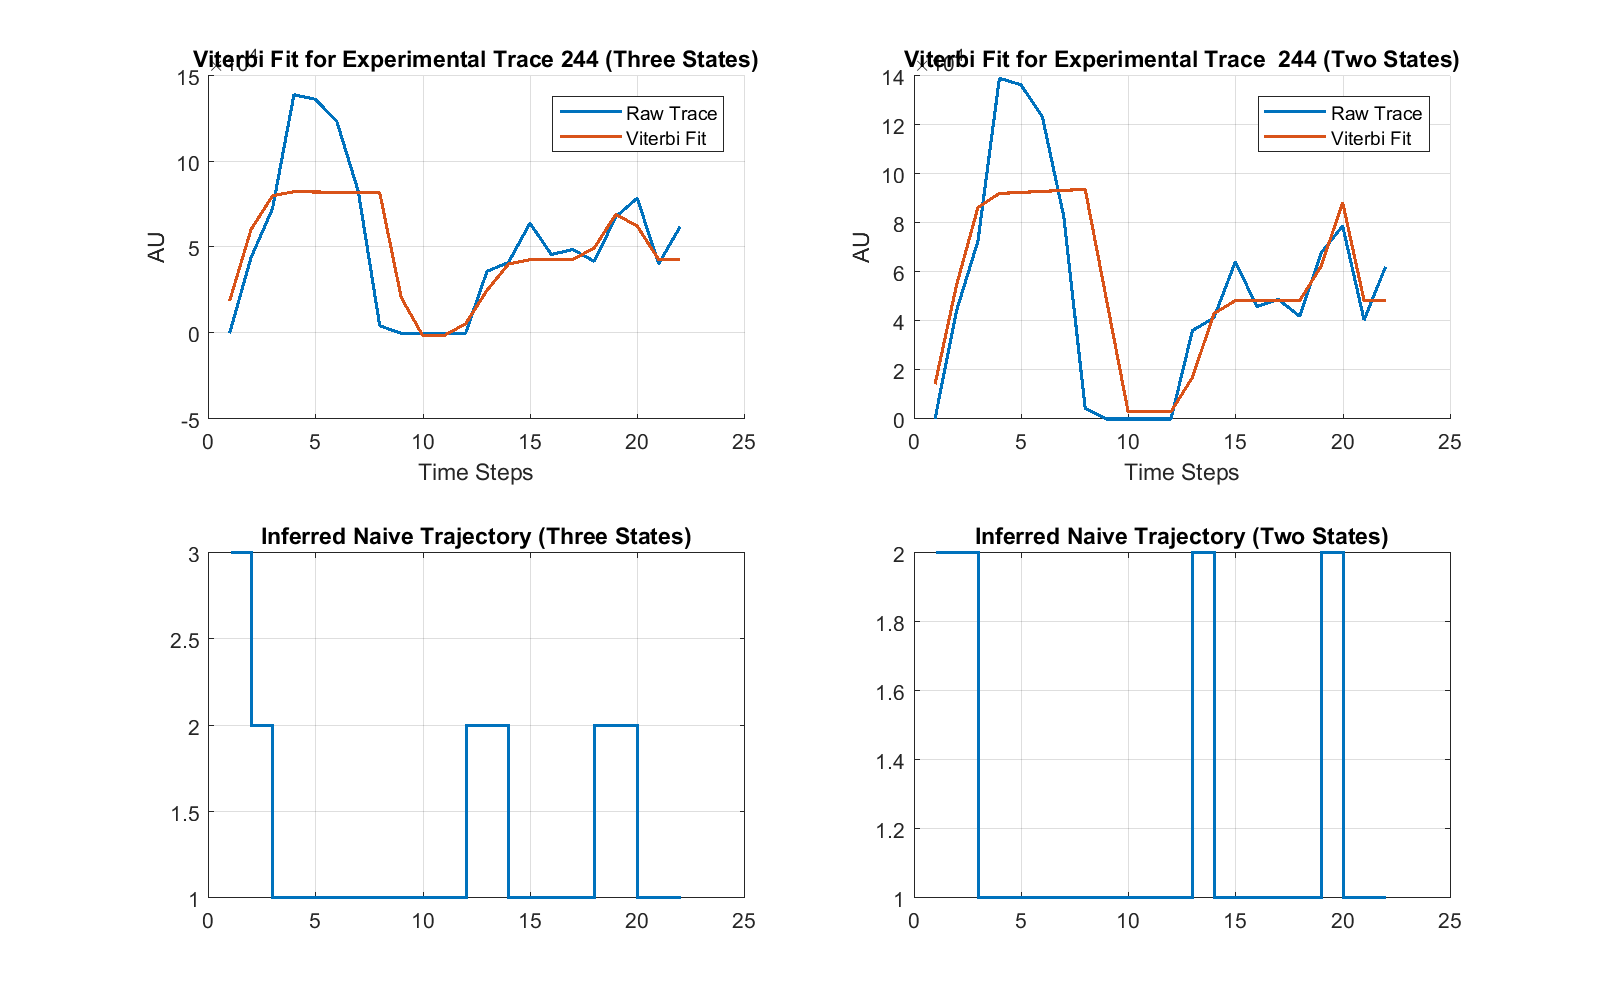 Viterbi Fit for Experimental Trace 244 (Three States)
15
10
5
0
-5
AU
Raw Trace
Viterbi Fit
0 5 10 15 20 25
Time Steps
Viterbi Fit for Experimental Trace  244 (Two States)
14
12
10
8
6
4
2
0
AU
Raw Trace
Viterbi Fit
0 5 10 15 20 25
Time Steps
Inferred Naive Trajectory (Three States)
3
2.5
2
1.5
1
0 5 10 15 20 25
Inferred Naive Trajectory (Two States)
2
1.8
1.6
1.4
1.2
1
0 5 10 15 20 25